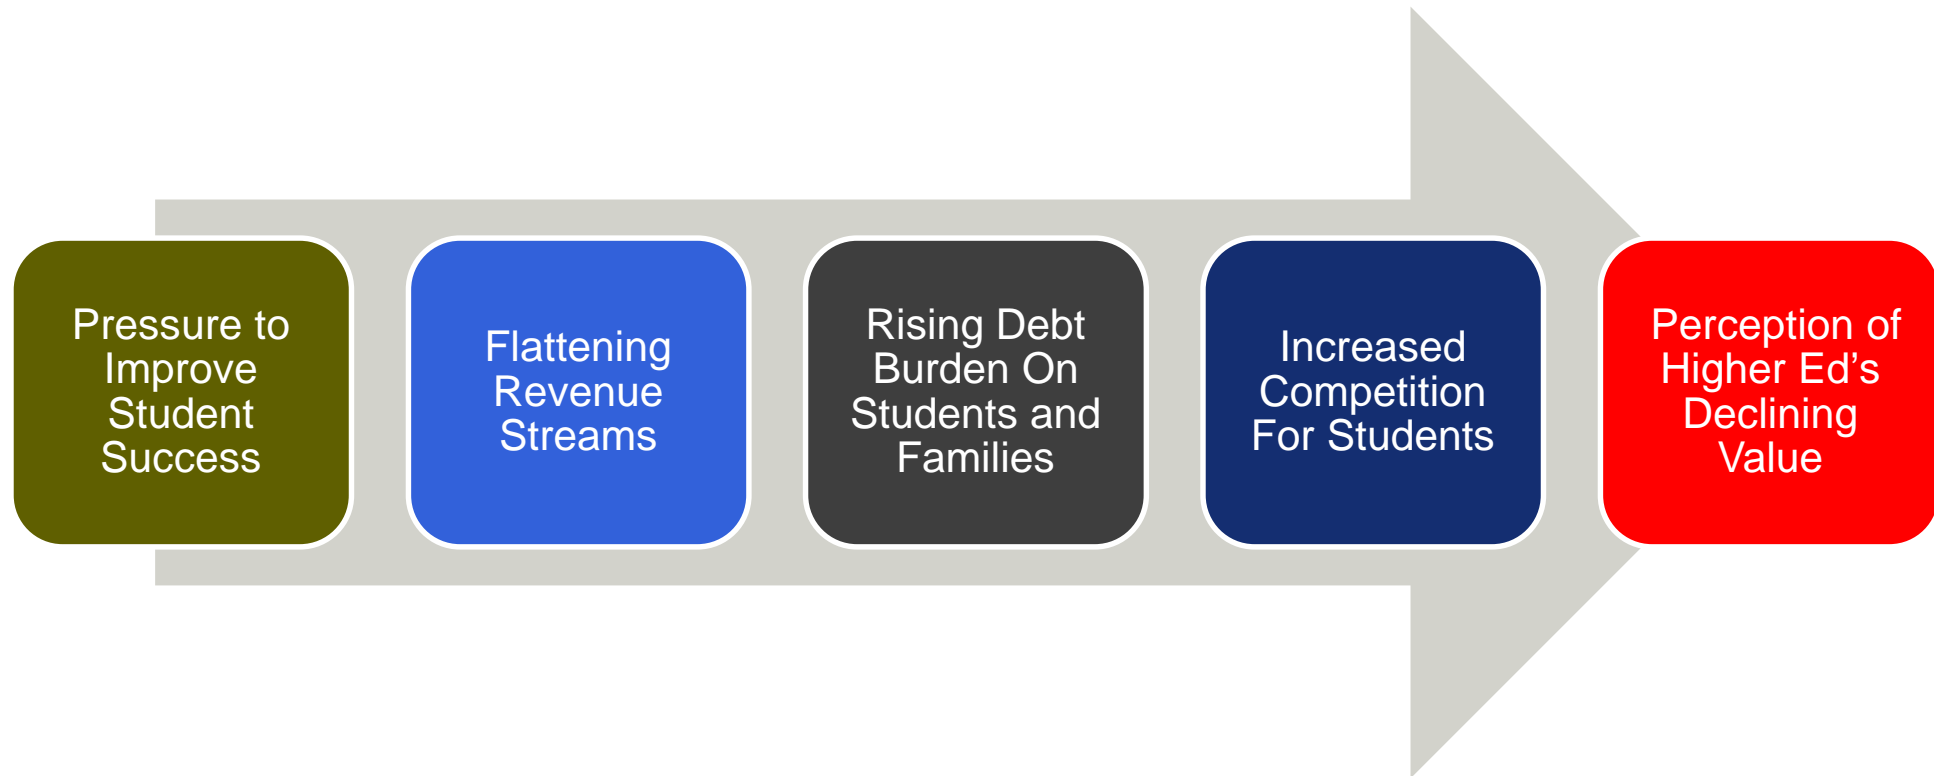 Pressure to
Improve
Student
Success
Flattening
Revenue
Streams
Rising Debt
Burden On
Students and
Families
Increased
Competition
For Students
Perception of
Higher Ed’s
Declining
Value